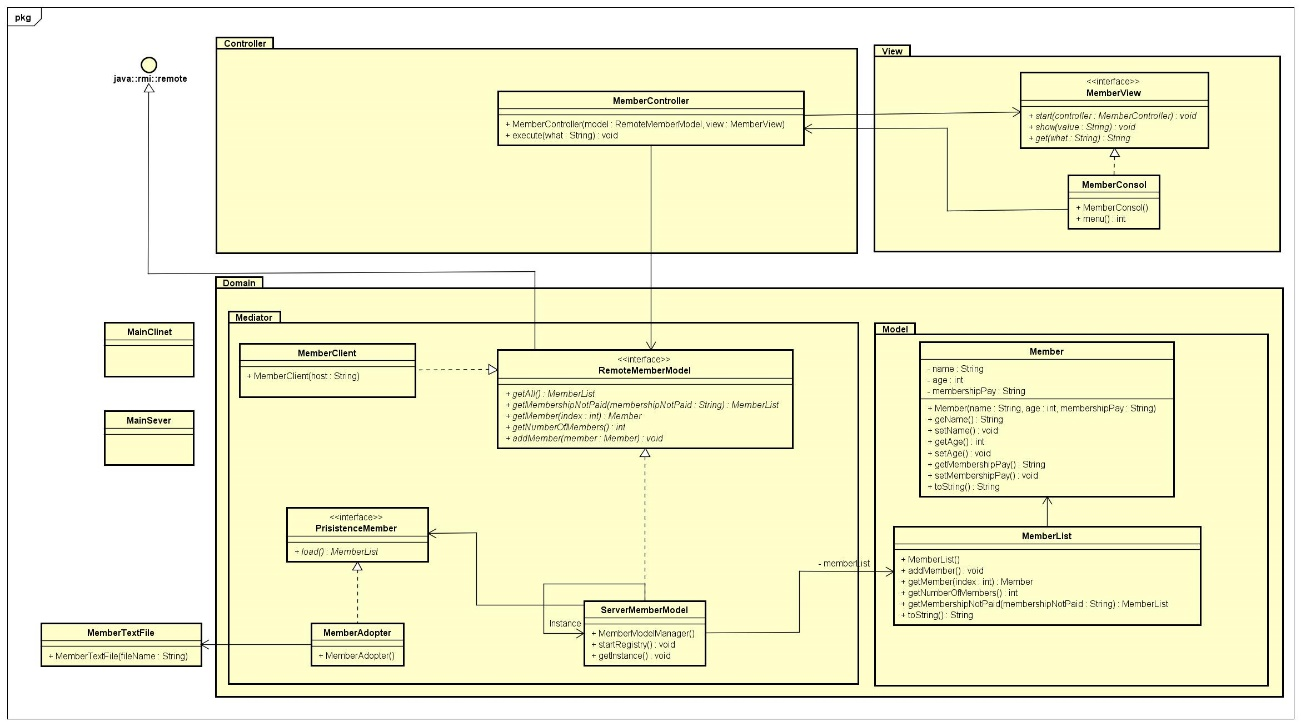 pkg
java::rmi::remote
Controller
MemberController
+ MemberController(model : RemoteMemberModel, view : MemberView)
+ execute(what : String) : void
View
<<interface>>
MemberView
+ start(controller : MemberController) : void
+ show(value : String) : void
+ get(what : String) : String
MemberConsol
+ MemberConsol()
+ menu() : int
MainClinet
MainSever
Domain
Mediator
MemberClient
+ MemberClient(host : String)
<<interface>>
RemoteMemberModel
+ getAll() : MemberList
+ getMembershipNotPaid(membershipNotPaid : String) : MemberList
+ getMember(index : int) : Member
+ getNumberOfMembers() : int
+ addMember(member : Member) : void
<<interface>>
PrisistenceMember
+ load() : MemberList
MemberTextFile
+ MemberTextFile(fileName : String)
MemberAdopter
+ MemberAdopter()
Instance
ServerMemberModel
+ MemberModelManager()
+ startRegistry() : void
+ getInstance() : void
- memberList
Model
Member
- name : String
- age : int
- membershipPay : String
+ Member(name : String, age : int, membershipPay : String)
+ geName() : String
+ setName() : void
+ getAge() : int
+ setAge() : void
+ getMembershipPay() : String
+ setMembershipPay() : void
+ toString() : String
MemberList
+ MemberList()
+ addMember() : void
+ getMember(index : int) : Member
+ getNumberOfMembers() : int
+ getMembershipNotPaid(membershipNotPaid : String) : MemberList
+ toString() : String